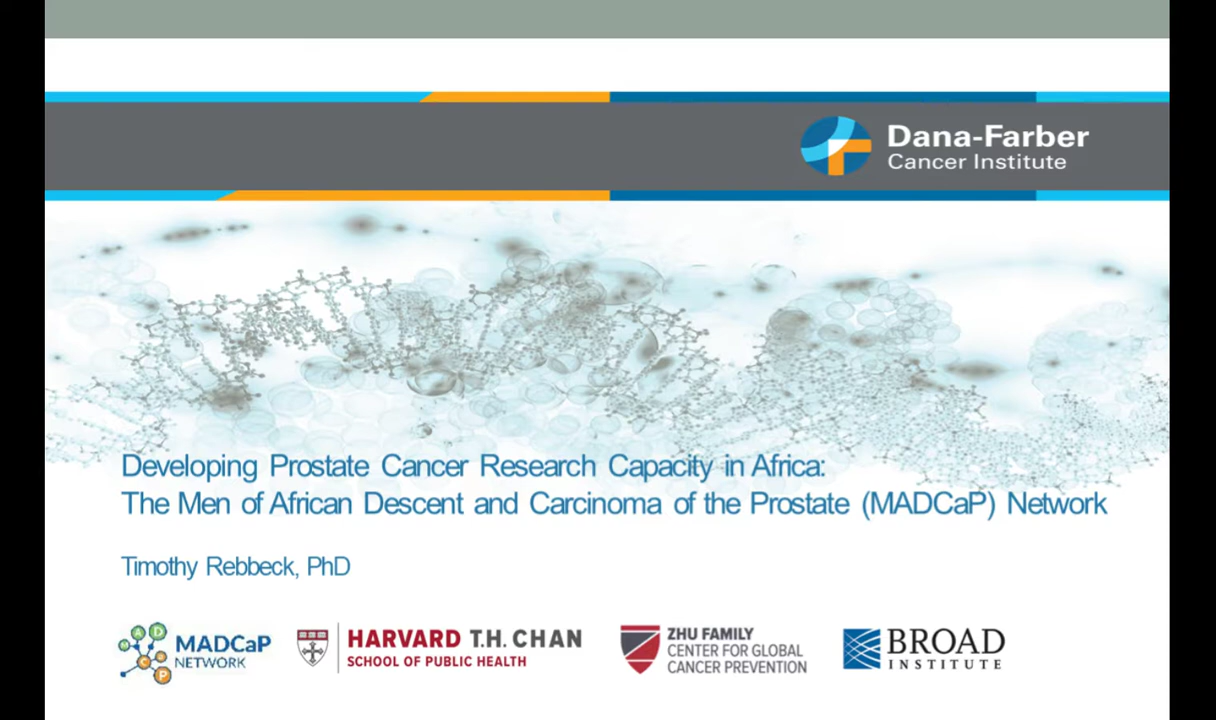 Dana-Farber
Cancer Institute
Developing Prostate Cancer Research Capacity in Africa:
The Men of African Descent and Carcinoma of the Prostate (MADCaP) Network
Timothy Rebbeck, PhD
M A D C P
MADCaP
NETWORK
HARVARD T.H. CHAN
SCHOOL OF PUBLIC HEALTH
ZHU FAMILY
CENTER FOR GLOBAL
CANCER PREVENTION
BROAD
INSTITUTE